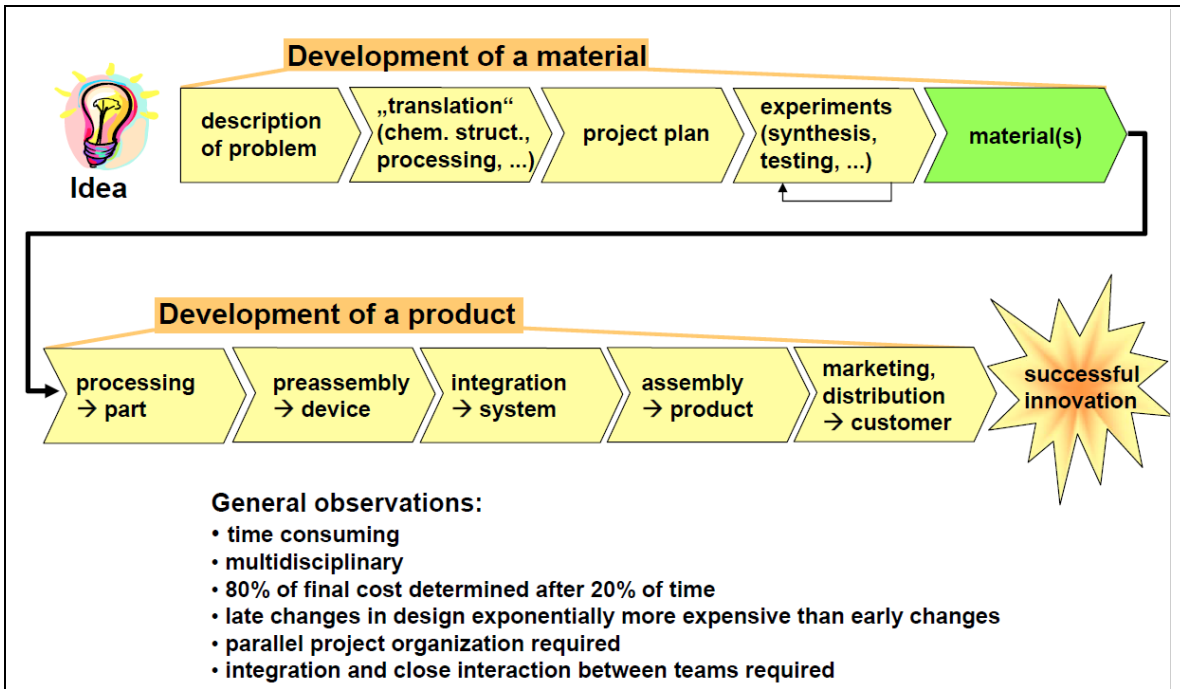 Development of a material
Idea
description
of problem
„translation“
(chem. struct.,
processing, ...)
project plan
experiments
(synthesis,
testing, ...)
material(s)
Development of a product
processing
→ part
preassembly
→ device
integration
→ system
assembly
→ product
marketing,
distribution
→ customer
successful
innovation
General observations:
• time consuming
• multidisciplinary
• 80% of final cost determined after 20% of time
• late changes in design exponentially more expensive than early changes
• parallel project organization required
• integration and close interaction between teams required